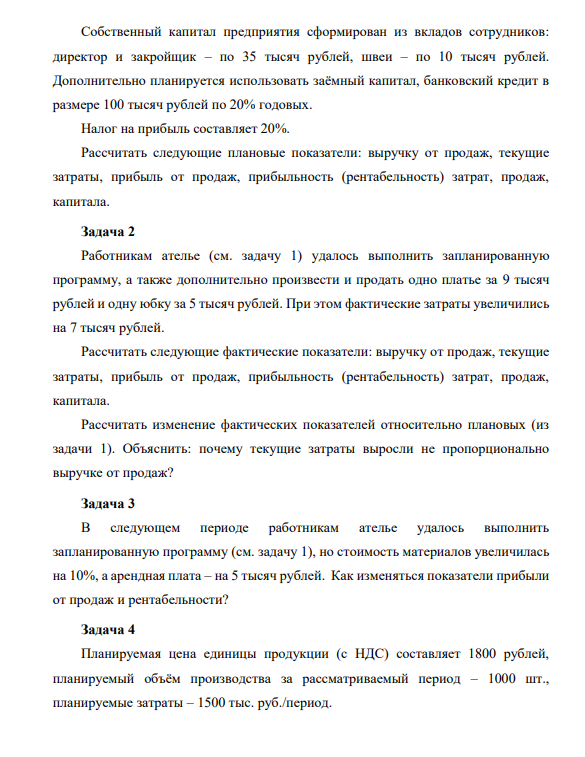 Собственный капитал предприятия сформирован из вкладов сотрудников:
директор и закройщик – по 35 тысяч рублей, швеи – по 10 тысяч рублей.
Дополнительно планируется использовать заёмный капитал, банковский кредит в
размере 100 тысяч рублей по 20% годовых.
Налог на прибыль составляет 20%.
Рассчитать следующие плановые показатели: выручку от продаж, текущие
затраты, прибыль от продаж, прибыльность (рентабельность) затрат, продаж,
капитала.
Задача 2
Работникам ателье (см. задачу 1) удалось выполнить запланированную
программу, а также дополнительно произвести и продать одно платье за 9 тысяч
рублей и одну юбку за 5 тысяч рублей. При этом фактические затраты увеличились
на 7 тысяч рублей.
Рассчитать следующие фактические показатели: выручку от продаж, текущие
затраты, прибыль от продаж, прибыльность (рентабельность) затрат, продаж,
капитала.
Рассчитать изменение фактических показателей относительно плановых (из
задачи 1). Объяснить: почему текущие затраты выросли не пропорционально
выручке от продаж?
Задача 3
В следующем периоде работникам ателье удалось выполнить
запланированную программу (см. задачу 1), но стоимость материалов увеличилась
на 10%, а арендная плата – на 5 тысяч рублей. Как изменяться показатели прибыли
от продаж и рентабельности?
Задача 4
Планируемая цена единицы продукции (с НДС) составляет 1800 рублей,
планируемый объём производства за рассматриваемый период – 1000 шт.,
планируемые затраты – 1500 тыс. руб./период.